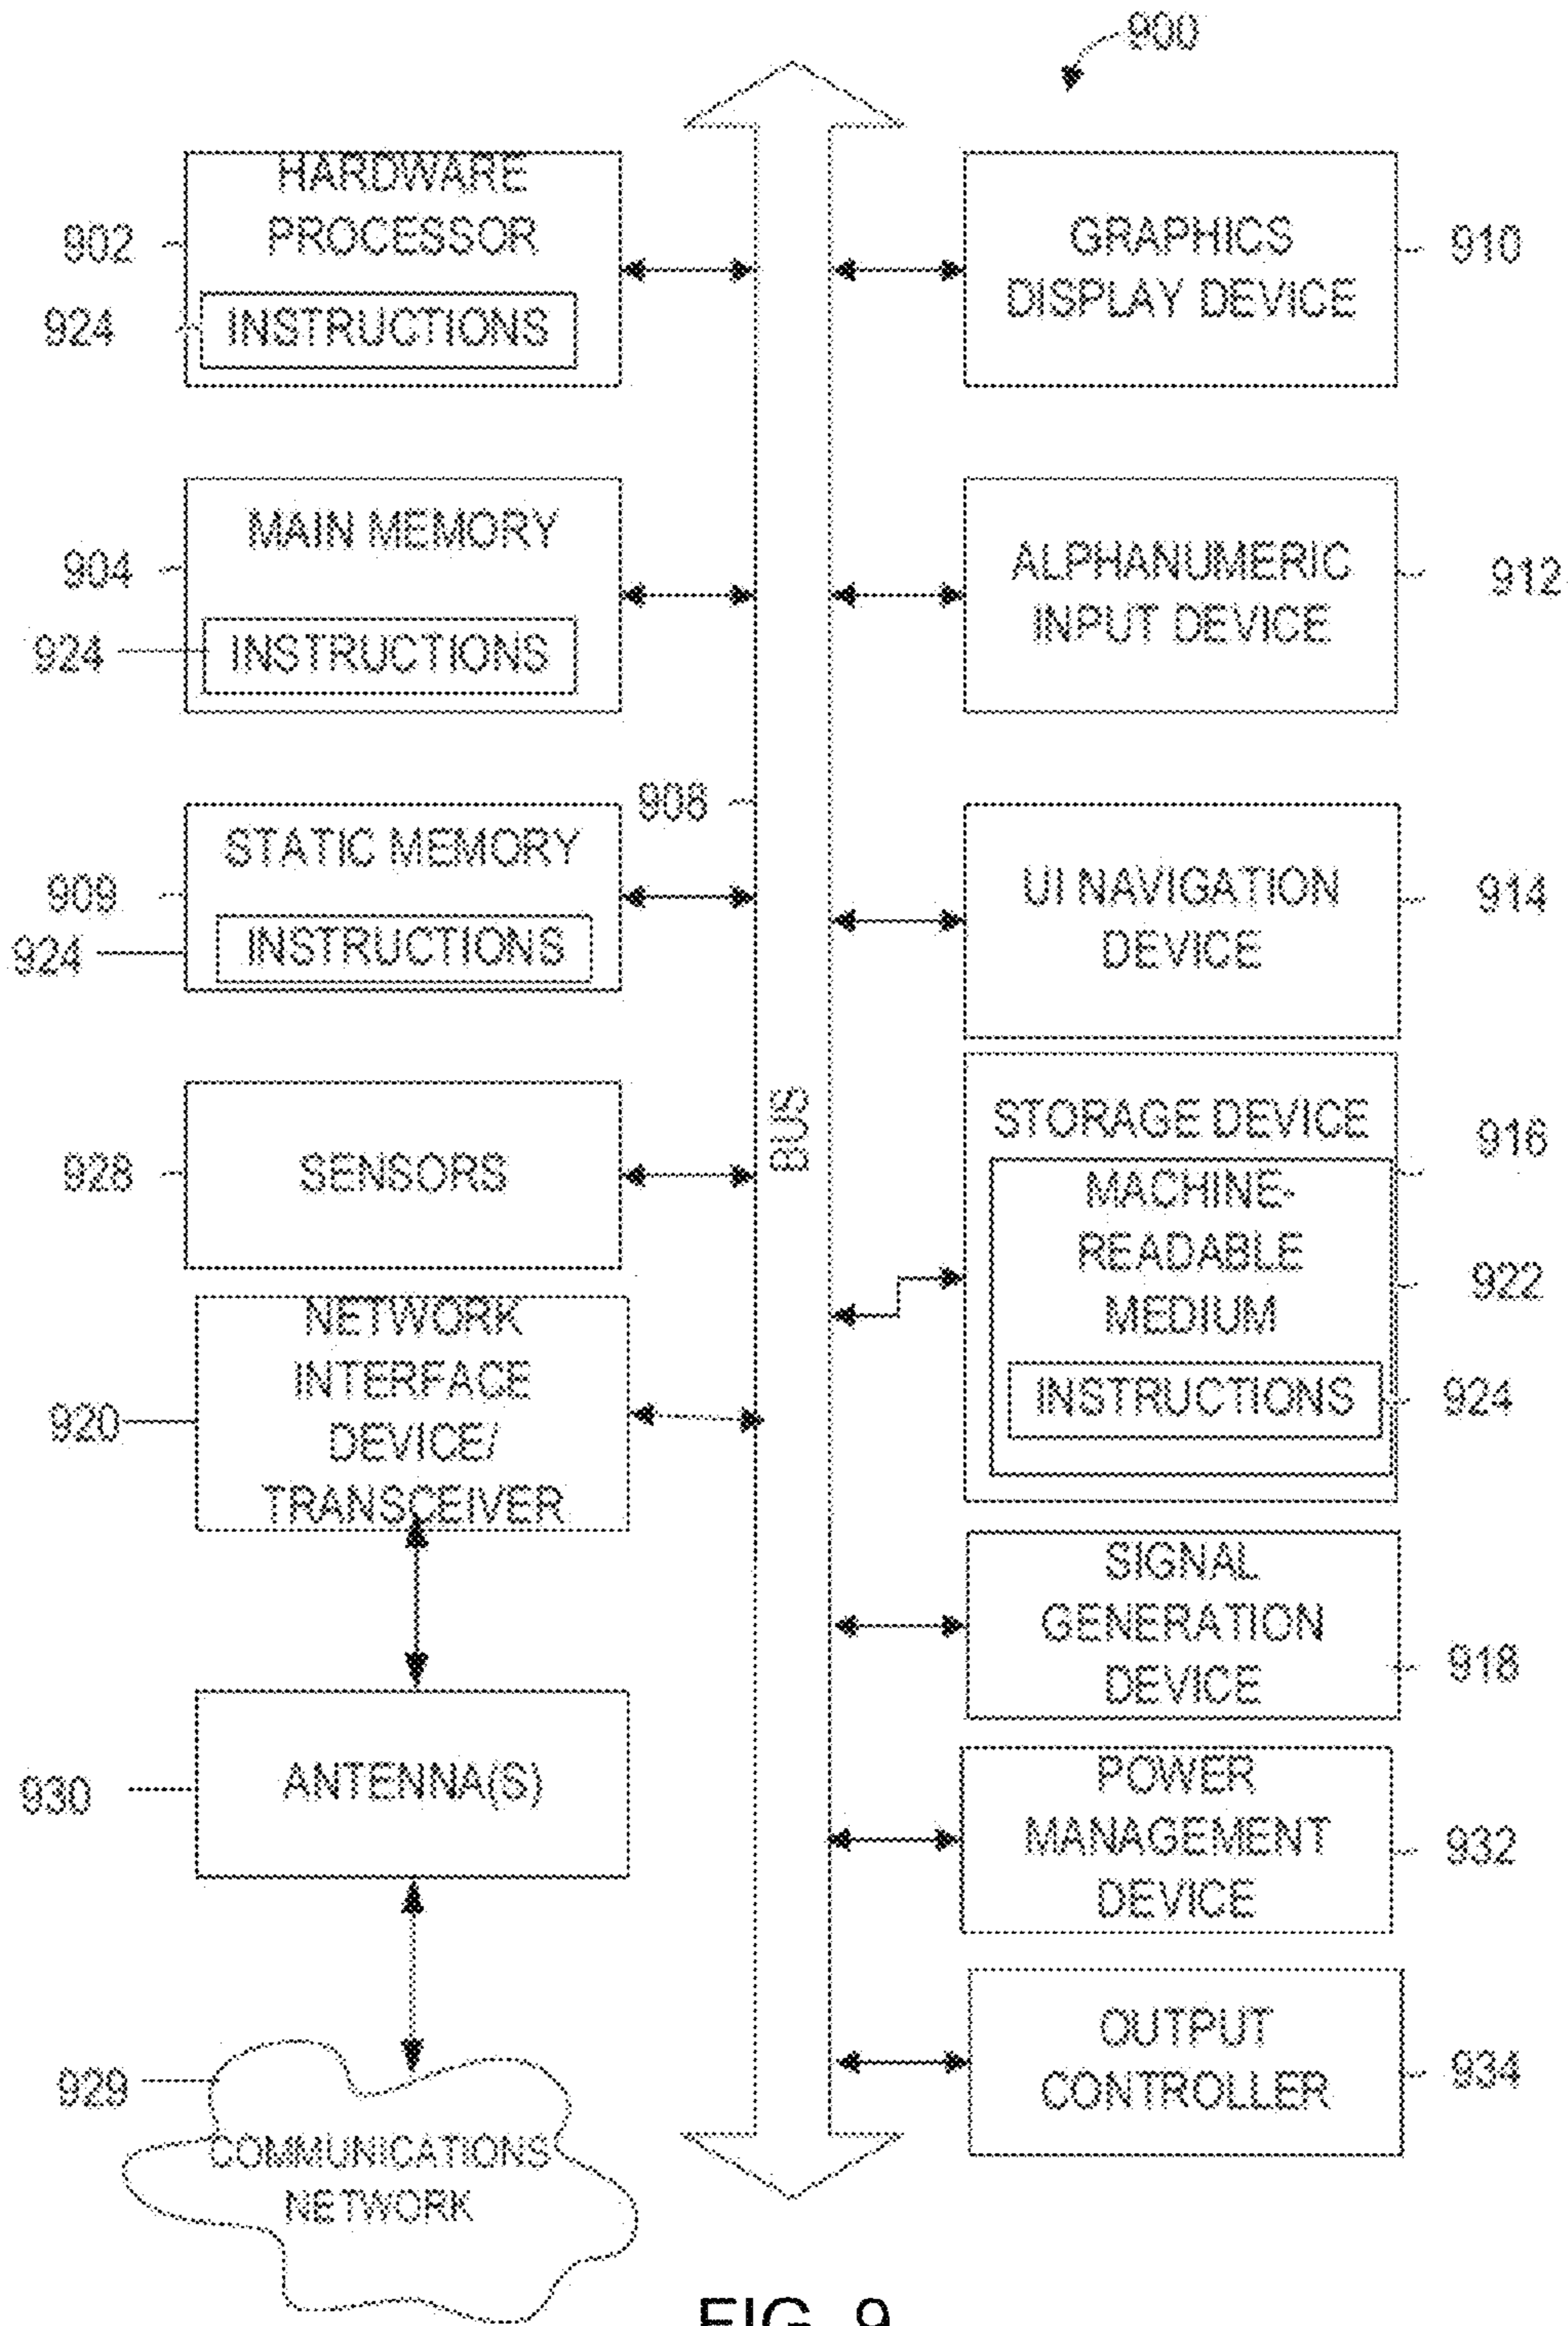 900
HARDWARE
PROCESSOR
902
924
INSTRUCTIONS
GRAPHICS
DISPLAY DEVICE
910
MAIN MEMORY
904
924
INSTRUCTIONS
ALPHANUMERIC
INPUT DEVICE
912
908
STATIC MEMORY
909
924
INSTRUCTIONS
UI NAVIGATION
DEVICE
914
BUS
SENSORS
928
STORAGE DEVICE
916
MACHINE-
READABLE
MEDIUM
922
INSTRUCTIONS
924
NETWORK
INTERFACE
DEVICE/
TRANSCEIVER
920
SIGNAL
GENERATION
DEVICE
918
ANTENNA(S)
930
POWER
MANAGEMENT
DEVICE
932
OUTPUT
CONTROLLER
934
929
COMMUNICATIONS
NETWORK
FIG. 9